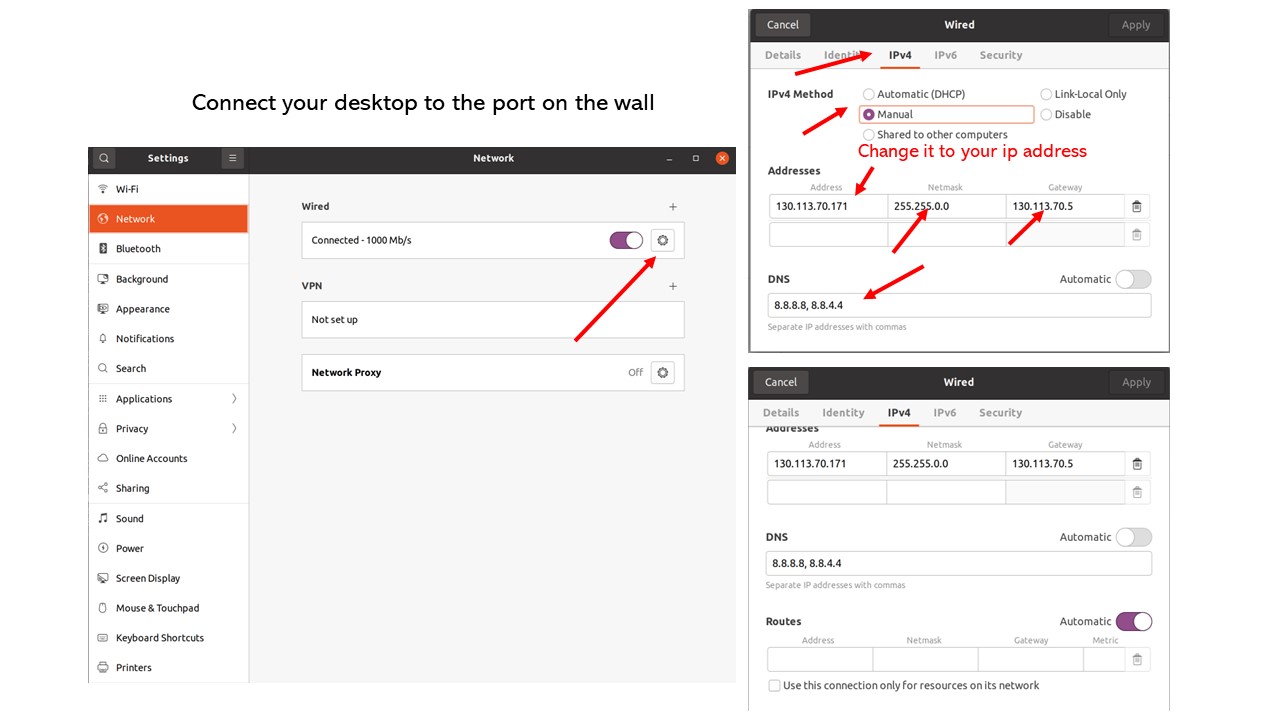 Connect your desktop to the port on the wall
Settings
Network
Wi-Fi
Network
Bluetooth
Background
Appearance
Notifications
Search
Applications
Privacy
Online Accounts
Sharing
Sound
Power
Screen Display
Mouse & Touchpad
Keyboard Shortcuts
Printers
Wired
Connected - 1000 Mb/s
VPN
Not set up
Network Proxy Off
Cancel Wired Apply
Details Identity IPv4 IPv6 Security
IPv4 Method Automatic (DHCP) Link-Local Only
Manual Disable
Shared to other computers
Change it to your ip address
Addresses
Address Netmask Gateway
130.113.70.171 255.255.0.0 130.113.70.5
DNS Automatic
8.8.8.8, 8.8.4.4
Separate IP addresses with commas
Cancel Wired Apply
Details Identity IPv4 IPv6 Security
Addresses
Address Netmask Gateway
130.113.70.171 255.255.0.0 130.113.70.5
DNS Automatic
8.8.8.8, 8.8.4.4
Separate IP addresses with commas
Routes Automatic
Address Netmask Gateway Metric
Use this connection only for resources on its network